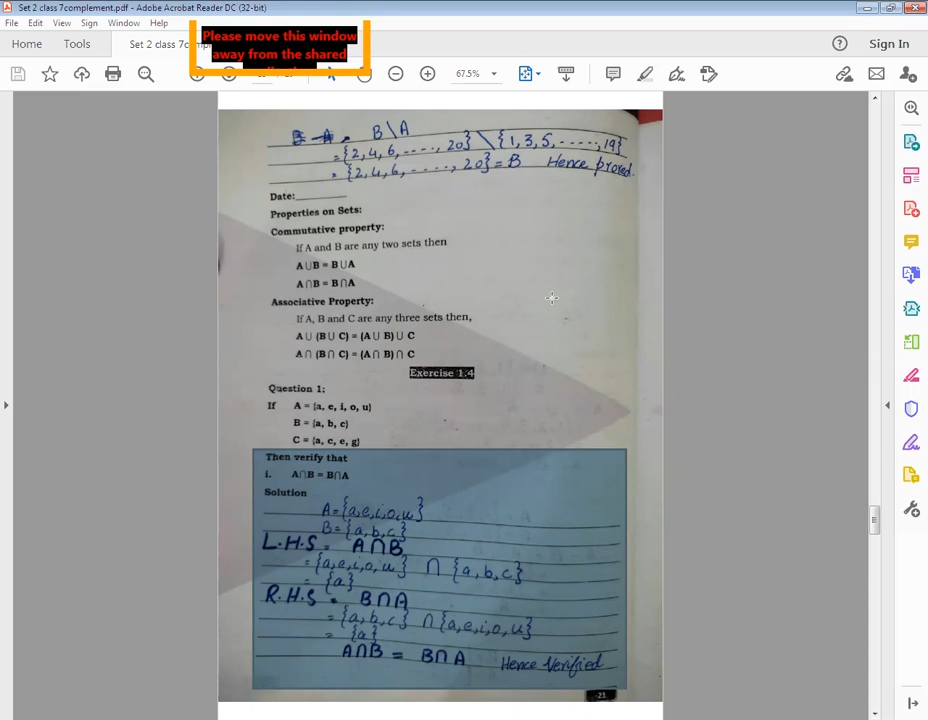 Set 2 class 7complement.pdf - Adobe Acrobat Reader DC (32-bit)
File Edit View Sign Window Help
Home Tools Set 2 class 7comp
Please move this window
away from the shared
Sign In
67.5%
B\A
={2,4,6,-----,20} \ {1,3,5,-----,19}
= {2,4,6,-----,20} = B Hence proved.
Date:
Properties on Sets:
Commutative property:
If A and B are any two sets then
A∪B = B∪A
A∩B = B∩A
Associative Property:
If A, B and C are any three sets then,
A∪ (B∪ C) = (A∪ B)∪ C
A∩ (B∩ C) = (A∩ B)∩ C
Exercise 1.4
Question 1:
If A = {a, e, i, o, u}
B = {a, b, c}
C = {a, c, e, g}
Then verify that
i. A∩B = B∩A
Solution
A={a,e,i,o,u}
B={a,b,c}
L.H.S = A∩B
={a,e,i,o,u} ∩ {a,b,c}
= {a}
R.H.S = B∩A
={a,b,c} ∩ {a,e,i,o,u}
= {a}
A∩B = B∩A Hence Verified
-21